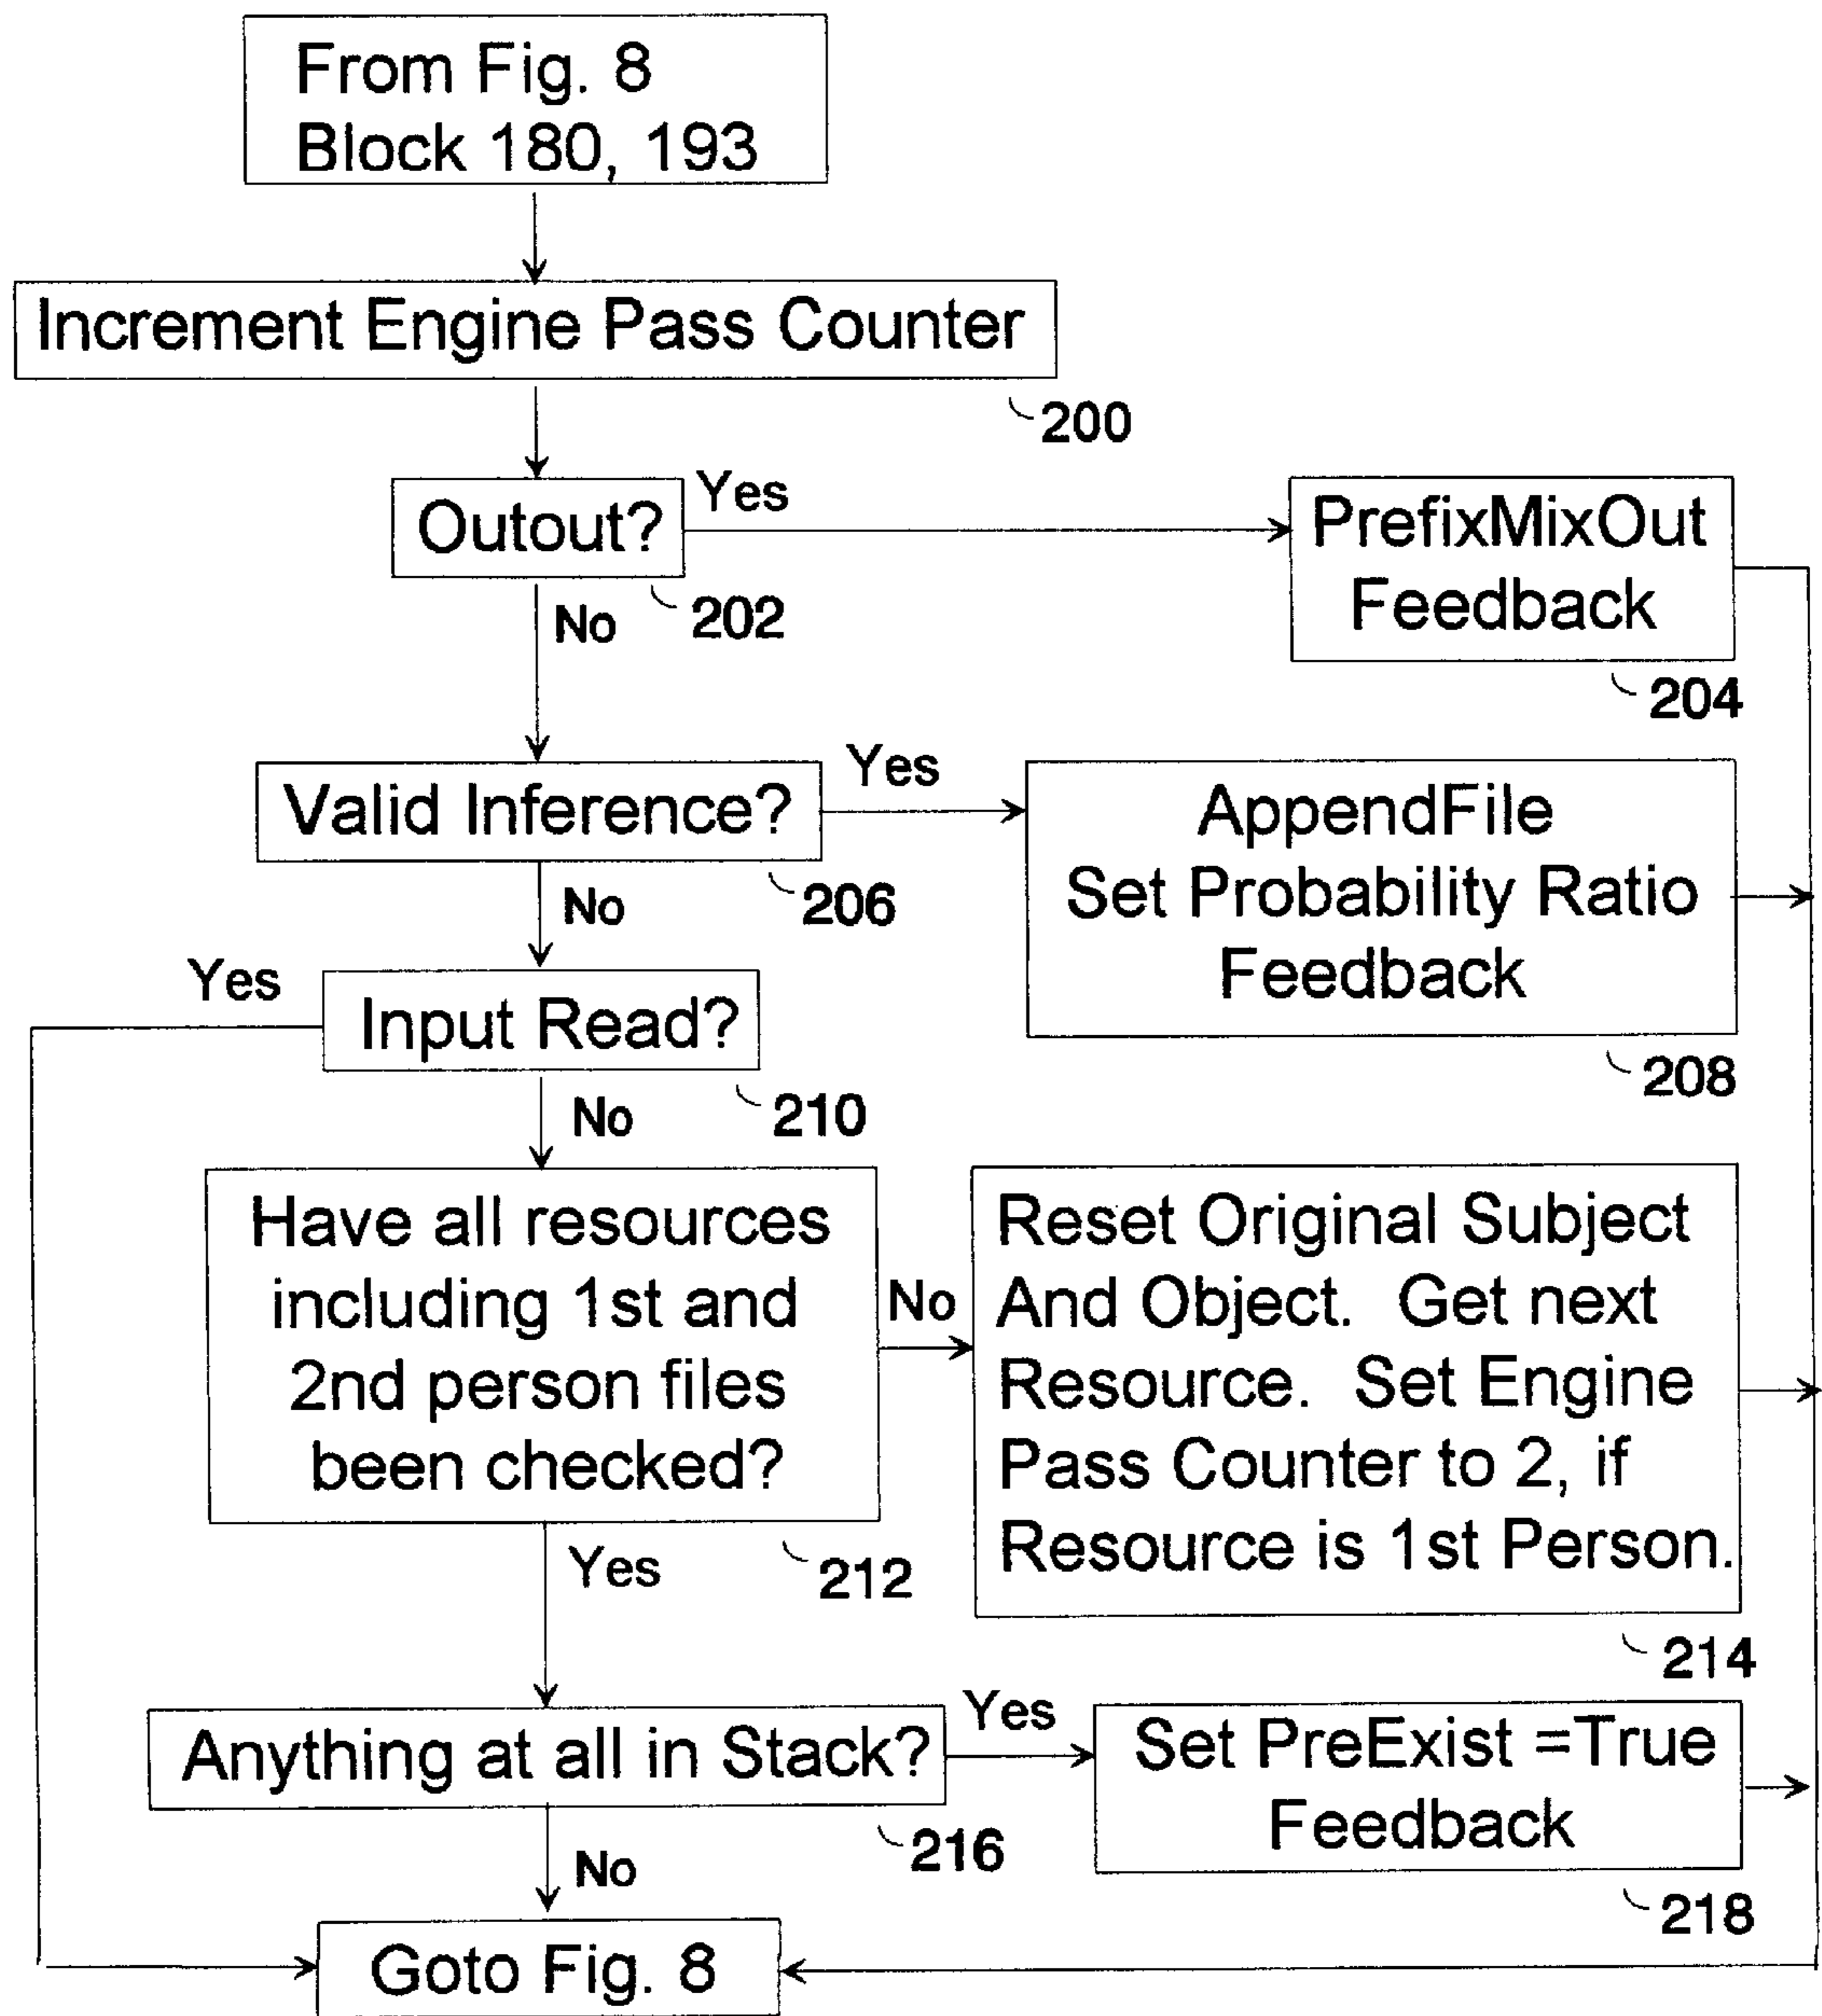 From Fig. 8
Block 180, 193
Increment Engine Pass Counter
200
Outout?
Yes
PrefixMixOut
Feedback
202
No
204
Valid Inference?
Yes
AppendFile
Set Probability Ratio
Feedback
206
No
208
Yes
Input Read?
210
No
Have all resources
including 1st and
2nd person files
been checked?
No
Reset Original Subject
And Object. Get next
Resource. Set Engine
Pass Counter to 2, if
Resource is 1st Person.
212
Yes
214
Anything at all in Stack?
Yes
Set PreExist =True
Feedback
216
No
218
Goto Fig. 8